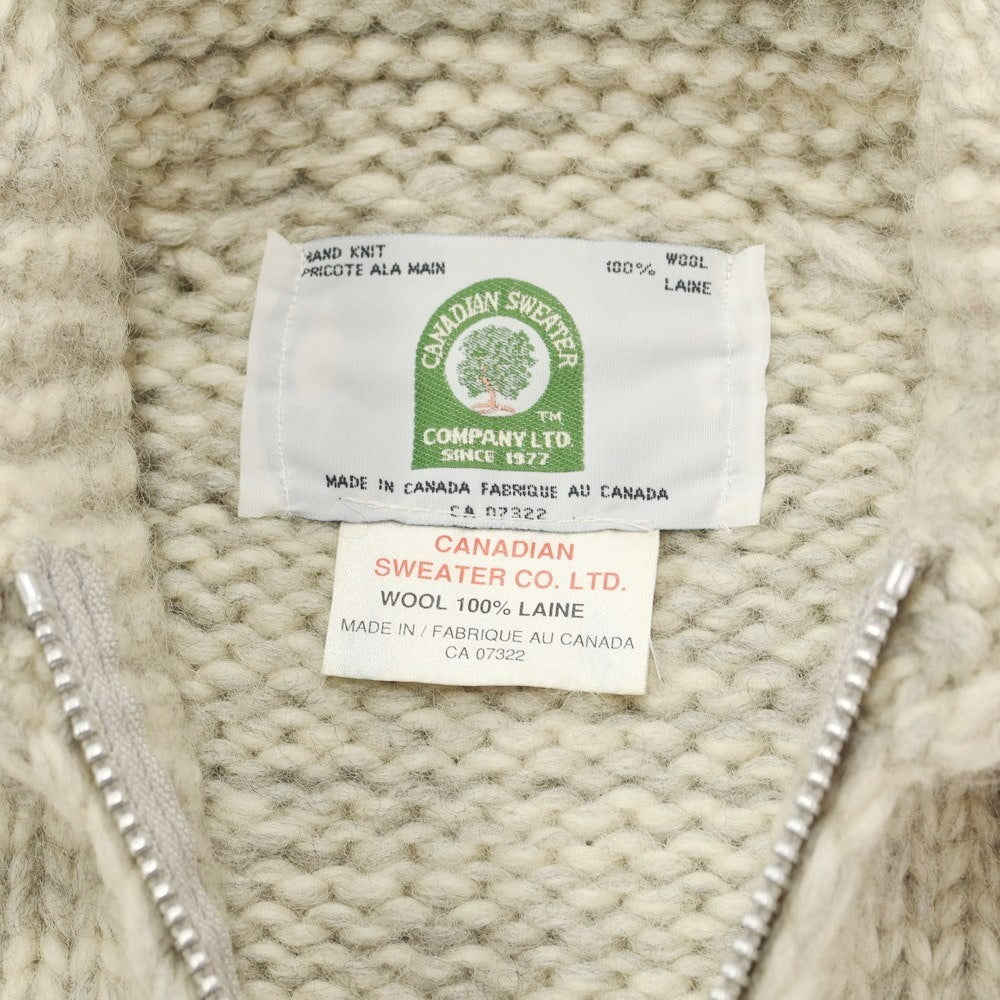 HAND KNIT
TRICOTE ALA MAIN
100% WOOL
LAINE
CANADIAN SWEATER
TM
COMPANY LTD.
SINCE 1977
MADE IN CANADA FABRIQUE AU CANADA
CA 07322
CANADIAN
SWEATER CO. LTD.
WOOL 100% LAINE
MADE IN / FABRIQUE AU CANADA
CA 07322